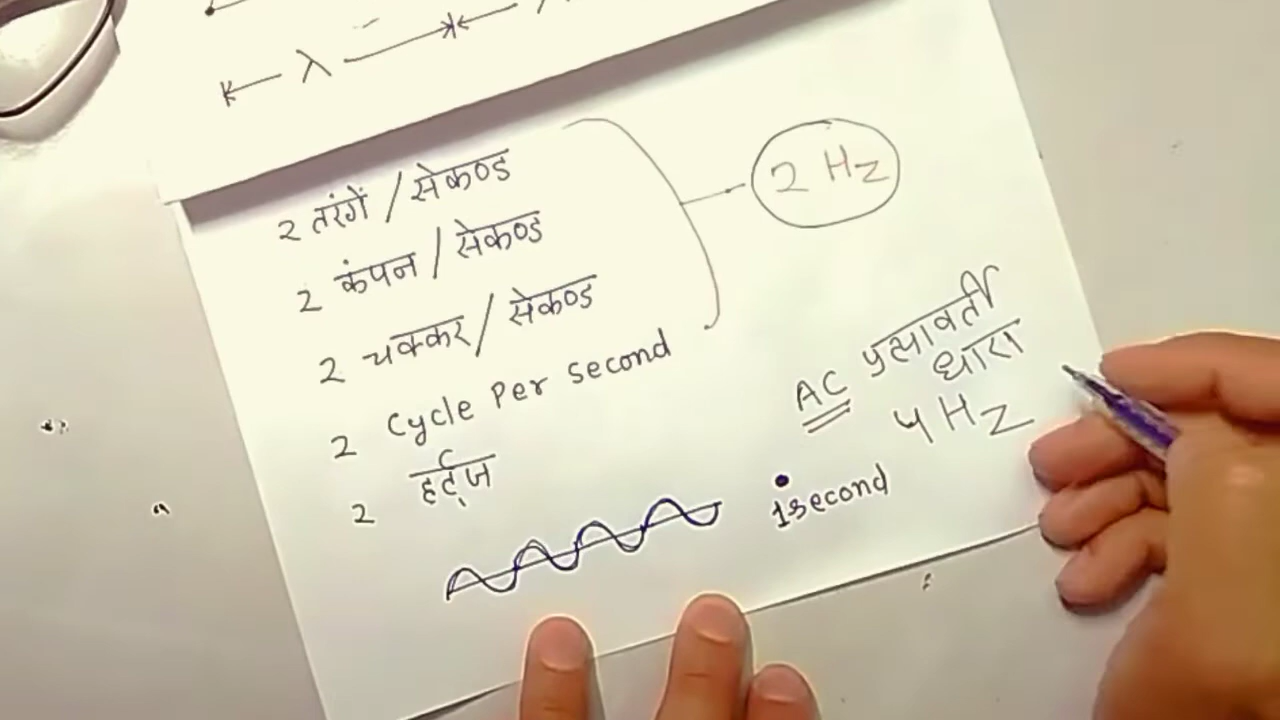 λ
2 तरंगें / सेकण्ड
2 कंपन / सेकण्ड
2 चक्कर / सेकण्ड
2 Cycle Per second
2 हर्ट्ज
2 Hz
AC प्रत्यावर्ती
धारा
4 Hz
1 second